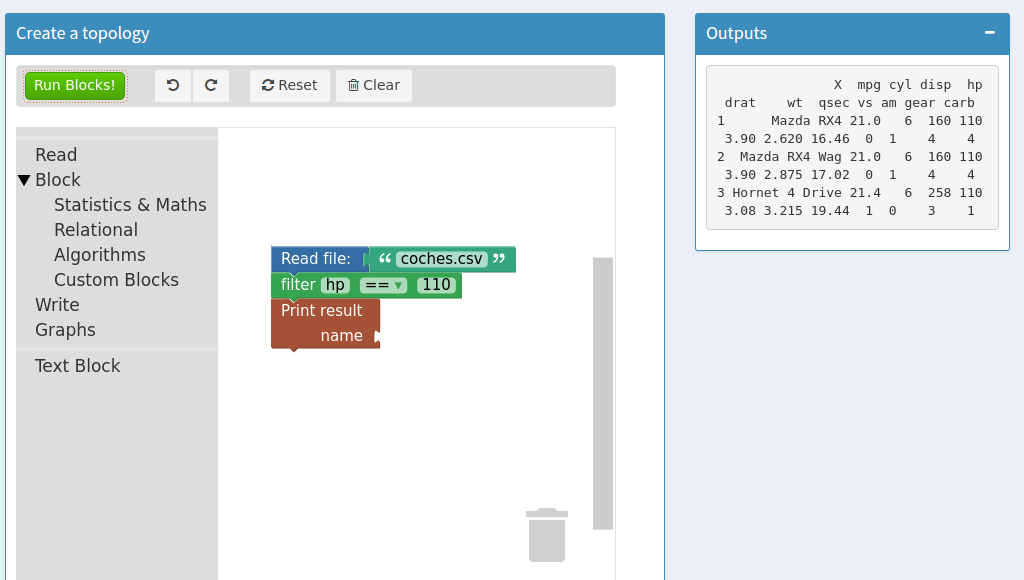 Create a topology
Run Blocks!
Reset
Clear
Read
Block
Statistics & Maths
Relational
Algorithms
Custom Blocks
Write
Graphs
Text Block
Read file: “ coches.csv ”
filter hp == ▾ 110
Print result
name
Outputs
X mpg cyl disp hp
drat wt qsec vs am gear carb
1 Mazda RX4 21.0 6 160 110
3.90 2.620 16.46 0 1 4 4
2 Mazda RX4 Wag 21.0 6 160 110
3.90 2.875 17.02 0 1 4 4
3 Hornet 4 Drive 21.4 6 258 110
3.08 3.215 19.44 1 0 3 1